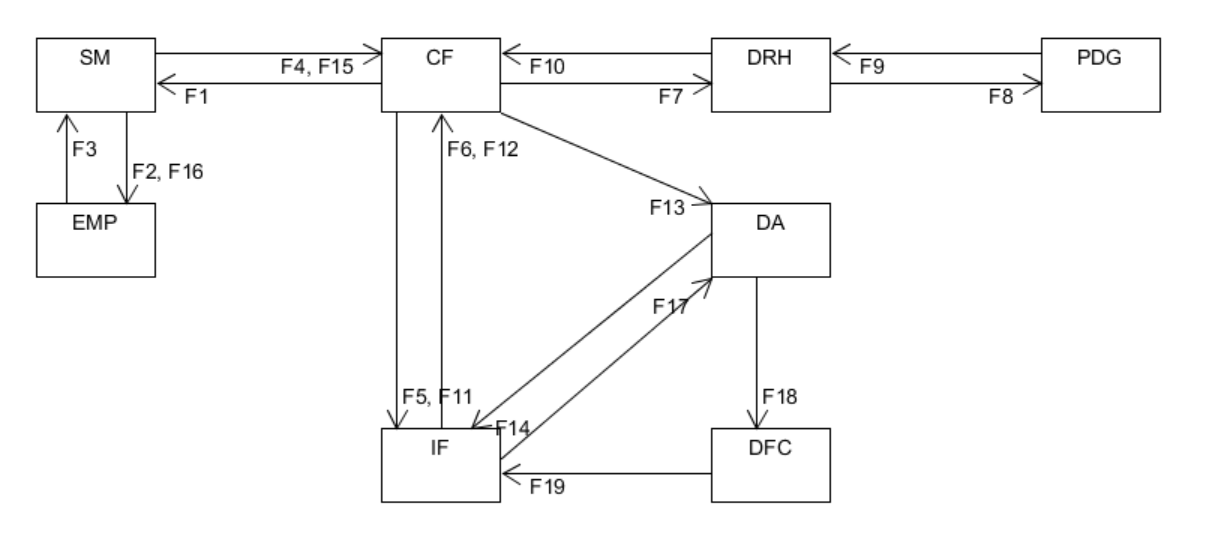 SM
CF
DRH
PDG
F4, F15
F10
F9
F1
F7
F8
F3
F6, F12
F2, F16
F13
EMP
DA
F17
F5, F11
F18
F14
IF
DFC
F19